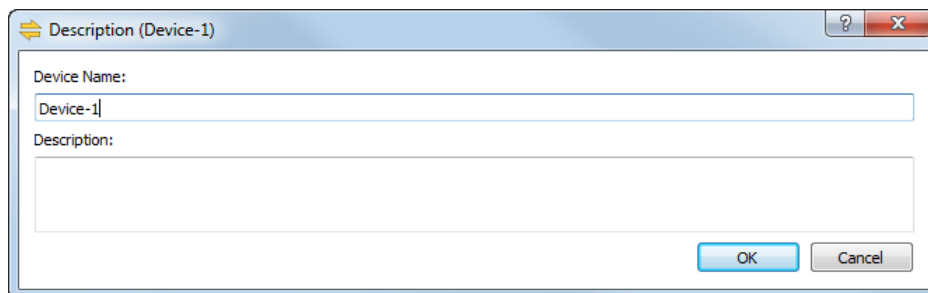 Description (Device-1)
Device Name:
Device-1
Description:
OK Cancel